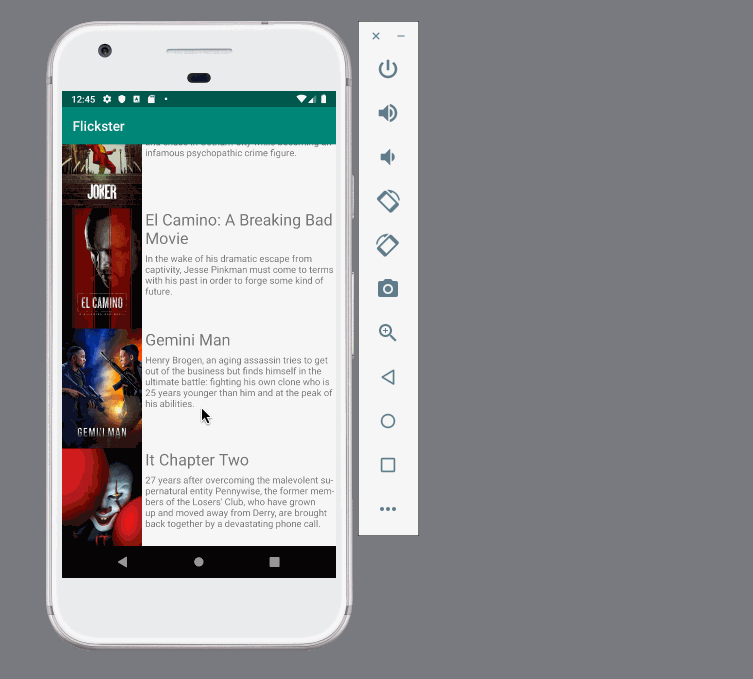 12:45
Flickster
infamous psychopathic crime figure.
JOKER
El Camino: A Breaking Bad
Movie
In the wake of his dramatic escape from
captivity, Jesse Pinkman must come to terms
with his past in order to forge some kind of
future.
EL CAMINO
Gemini Man
Henry Brogen, an aging assassin tries to get
out of the business but finds himself in the
ultimate battle: fighting his own clone who is
25 years younger than him and at the peak of
his abilities.
GEMINI MAN
It Chapter Two
27 years after overcoming the malevolent su-
pernatural entity Pennywise, the former mem-
bers of the Losers' Club, who have grown
up and moved away from Derry, are brought
back together by a devastating phone call.
IT